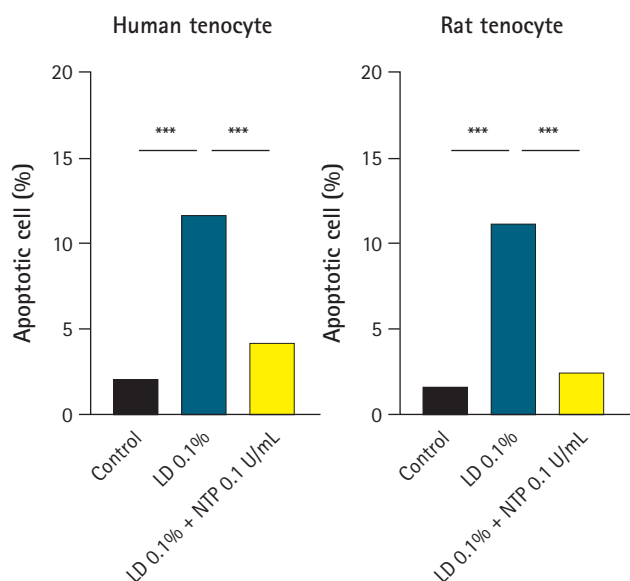 Human tenocyte
20
15
10
5
0
Apoptotic cell (%)
*** ***
Control
LD 0.1%
LD 0.1% + NTP 0.1 U/mL
Rat tenocyte
20
15
10
5
0
Apoptotic cell (%)
*** ***
Control
LD 0.1%
LD 0.1% + NTP 0.1 U/mL